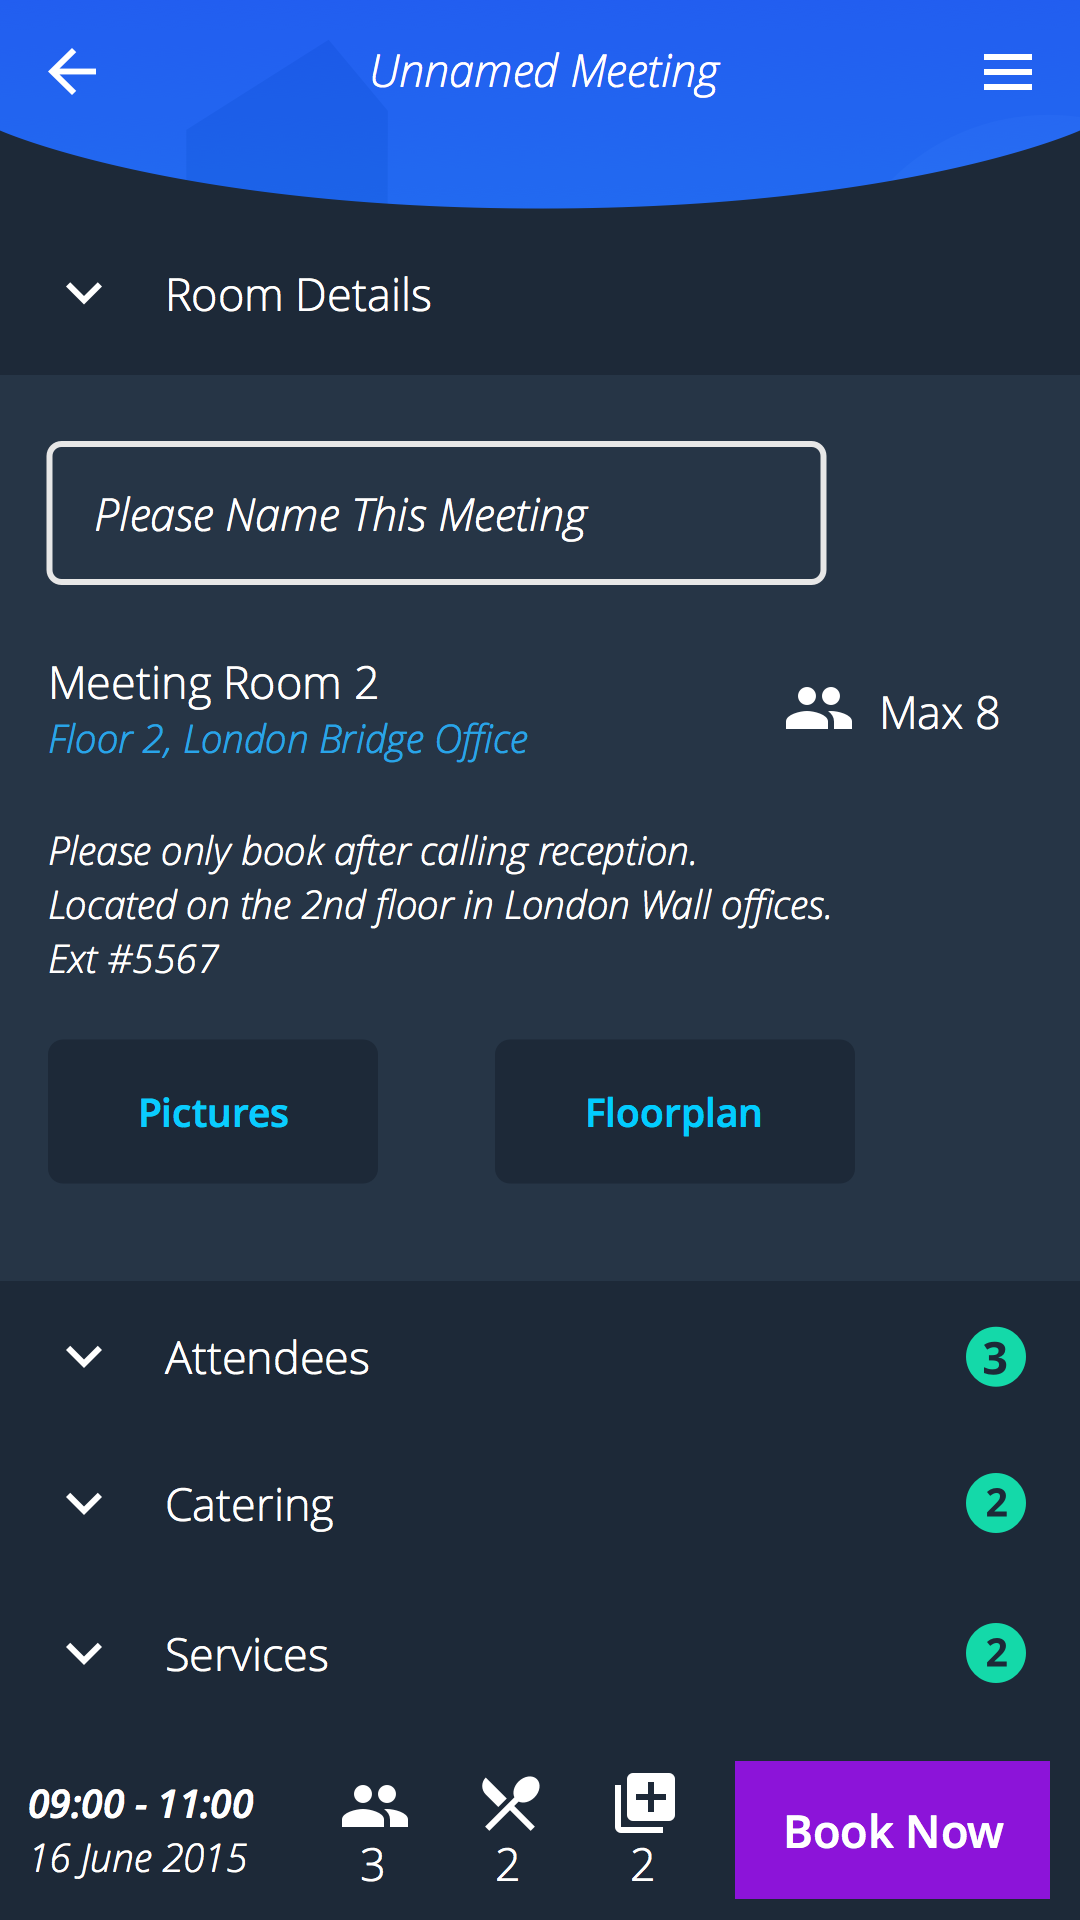 Unnamed Meeting
Room Details
Please Name This Meeting
Meeting Room 2
Floor 2, London Bridge Office
Max 8
Please only book after calling reception.
Located on the 2nd floor in London Wall offices.
Ext #5567
Pictures
Floorplan
Attendees
3
Catering
2
Services
2
09:00 - 11:00
16 June 2015
3
2
2
Book Now